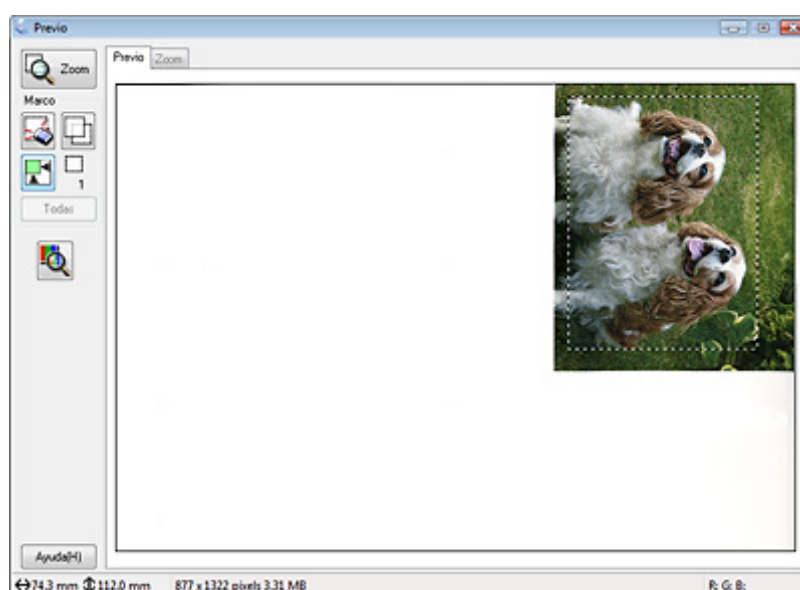 Previo
Zoom
Previo Zoom
Marco
1
Todas
Ayuda(H)
74.3 mm 112.0 mm 877 x 1322 pixels 3.31 MB R: G: B: